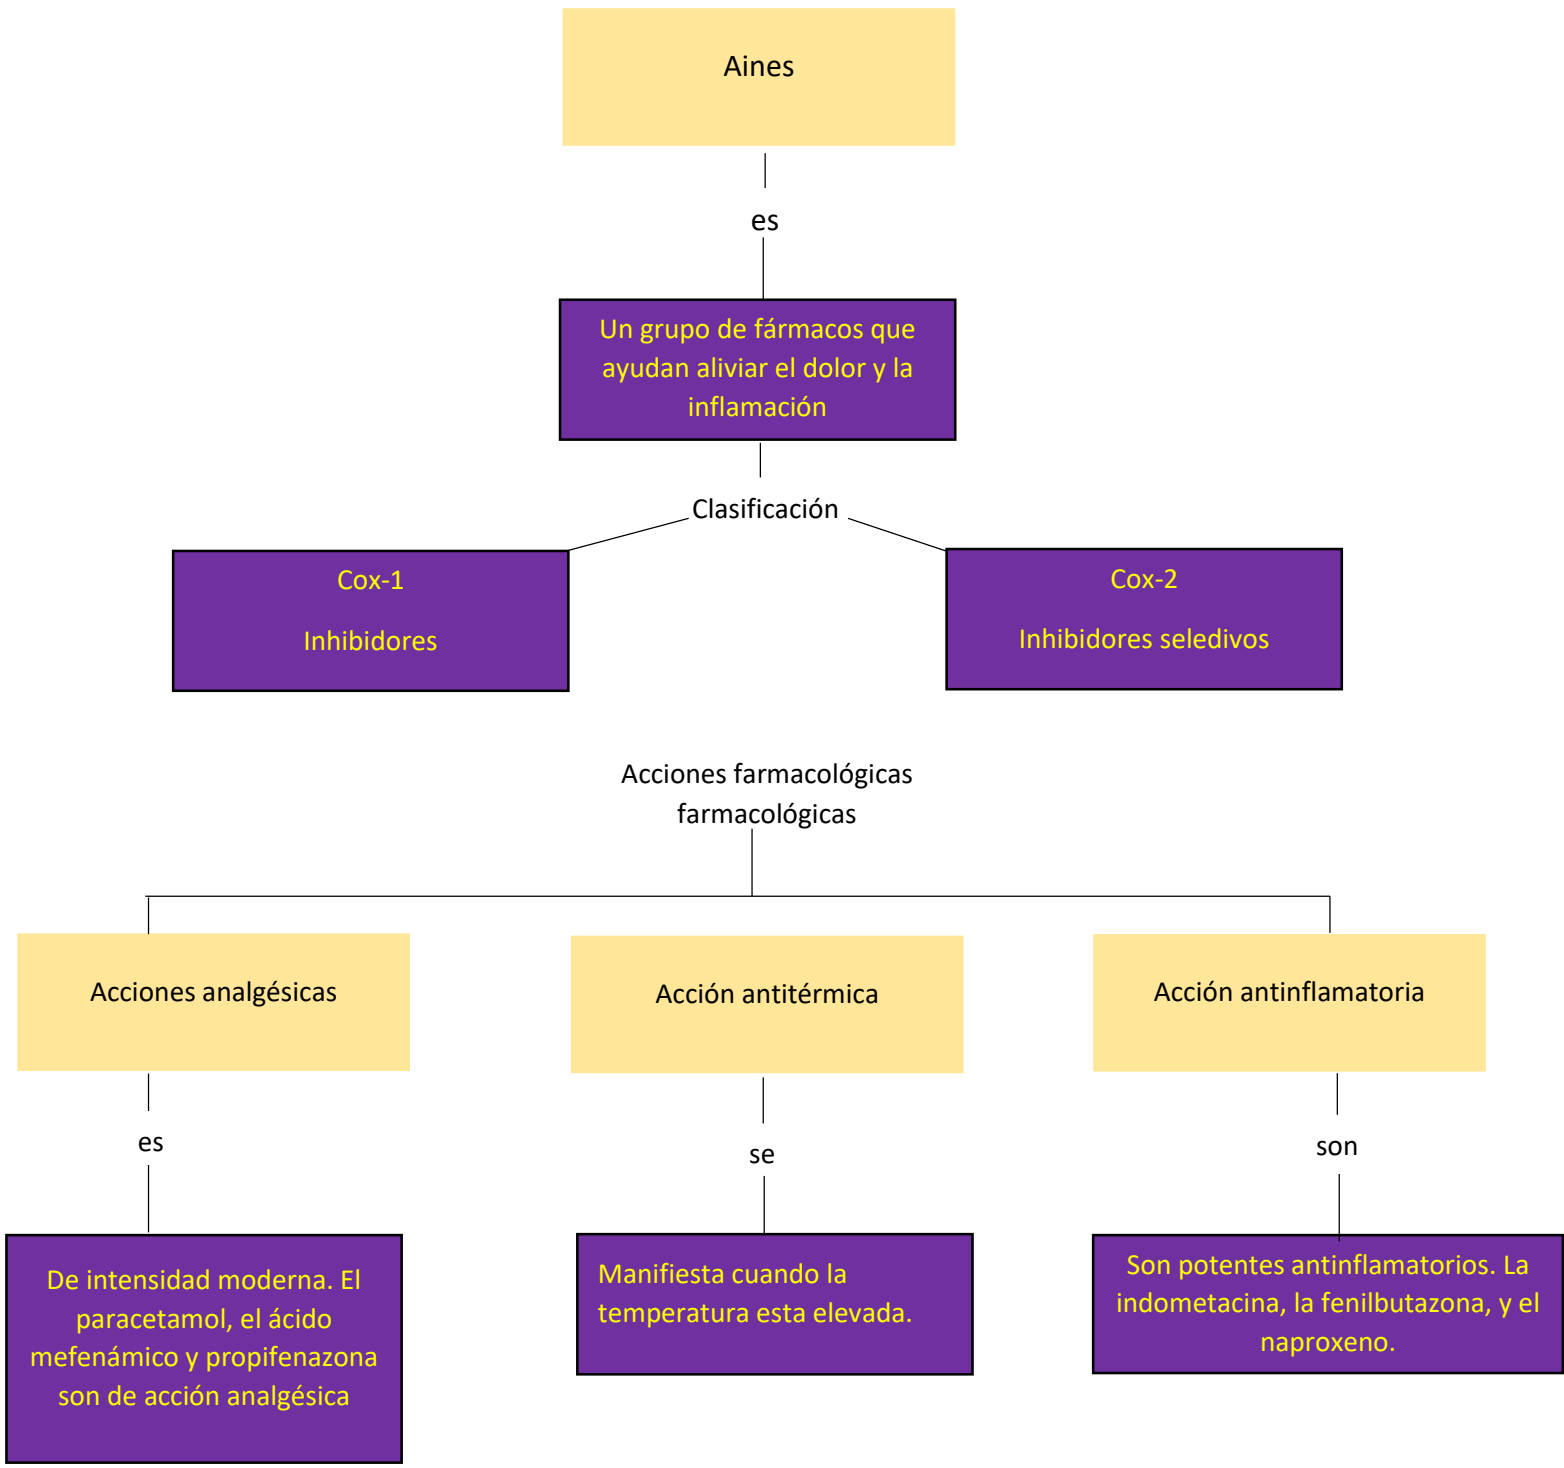 Aines
es
Un grupo de fármacos que
ayudan aliviar el dolor y la
inflamación
Clasificación
Cox-1
Inhibidores
Cox-2
Inhibidores seledivos
Acciones farmacológicas
farmacológicas
Acciones analgésicas
Acción antitérmica
Acción antinflamatoria
es
se
son
De intensidad moderna. El
paracetamol, el ácido
mefenámico y propifenazona
son de acción analgésica
Manifiesta cuando la
temperatura esta elevada.
Son potentes antinflamatorios. La
indometacina, la fenilbutazona, y el
naproxeno.